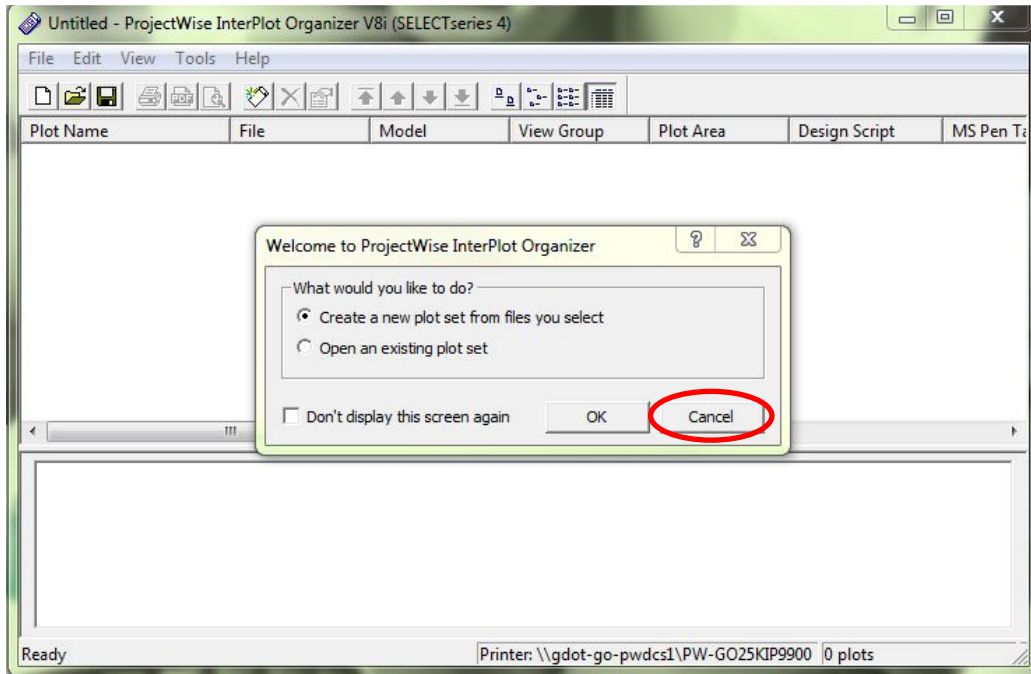 Untitled - ProjectWise InterPlot Organizer V8i (SELECTseries 4)
File Edit View Tools Help
Plot Name File Model View Group Plot Area Design Script MS Pen
Welcome to ProjectWise InterPlot Organizer
What would you like to do?
Create a new plot set from files you select
Open an existing plot set
Don't display this screen again OK Cancel
Ready Printer: \\gdot-go-pwdcs1\PW-GO25KIP9900 0 plots